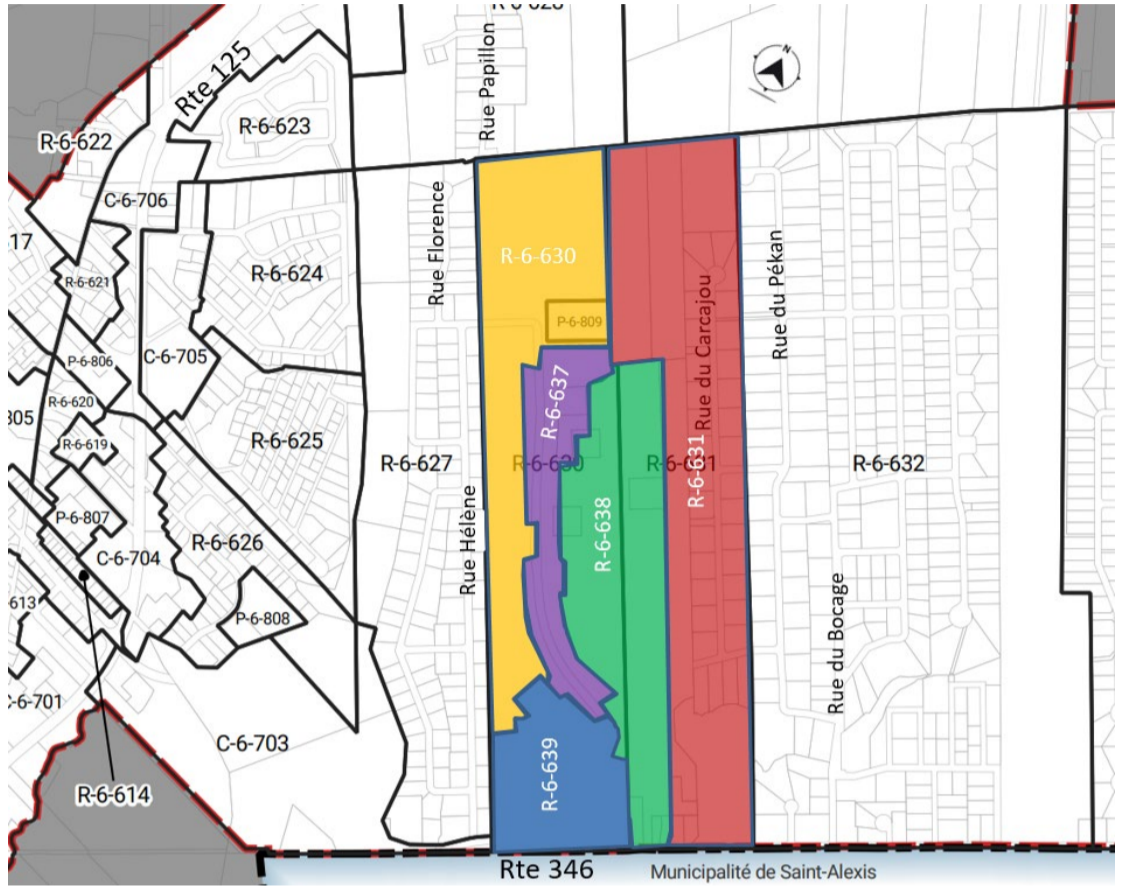 R-6-628
Rte 125
Rue Papillon
N
R-6-623
R-6-622
C-6-706
Rue Florence
17
R-6-630
R-6-624
R-6-621
Rue du Carcajou
Rue du Pékan
P-6-809
P-6-806
C-6-705
R-6-637
R-6-620
805
R-6-619
R-6-625
R-6-627
R-6-630
R-6-631
R-6-631
R-6-632
P-6-807
Rue Hélène
R-6-638
R-6-626
C-6-704
613
P-6-808
Rue du Bocage
C-6-701
C-6-703
R-6-639
R-6-614
Rte 346
Municipalité de Saint-Alexis